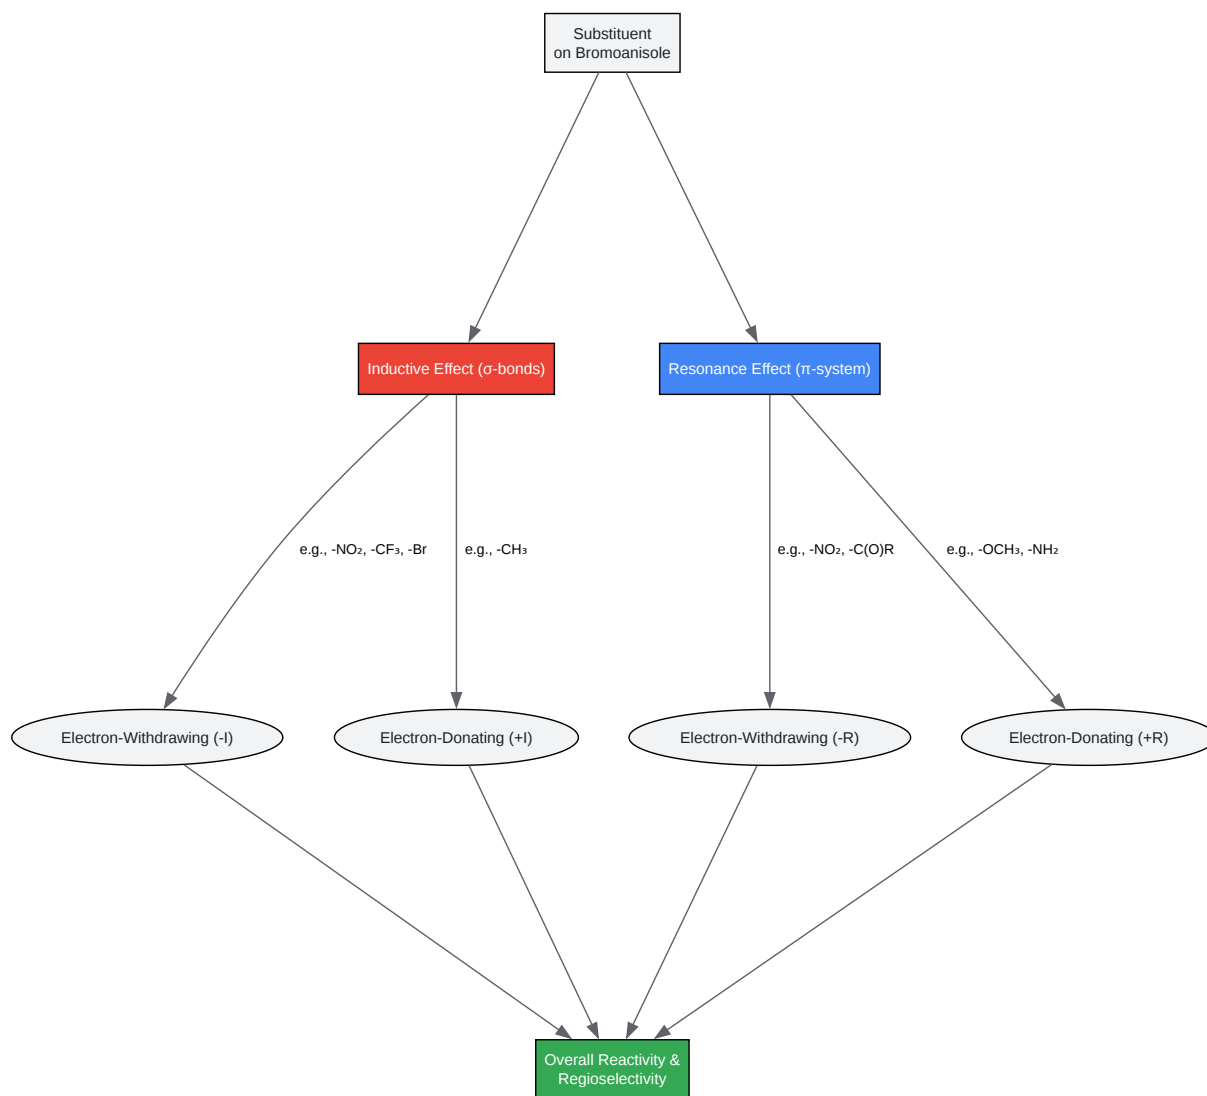 Substituent
on Bromoanisole
Inductive Effect (σ-bonds)
Resonance Effect (π-system)
e.g., -NO₂, -CF₃, -Br
e.g., -CH₃
e.g., -NO₂, -C(O)R
e.g., -OCH₃, -NH₂
Electron-Withdrawing (-I)
Electron-Donating (+I)
Electron-Withdrawing (-R)
Electron-Donating (+R)
Overall Reactivity &
Regioselectivity